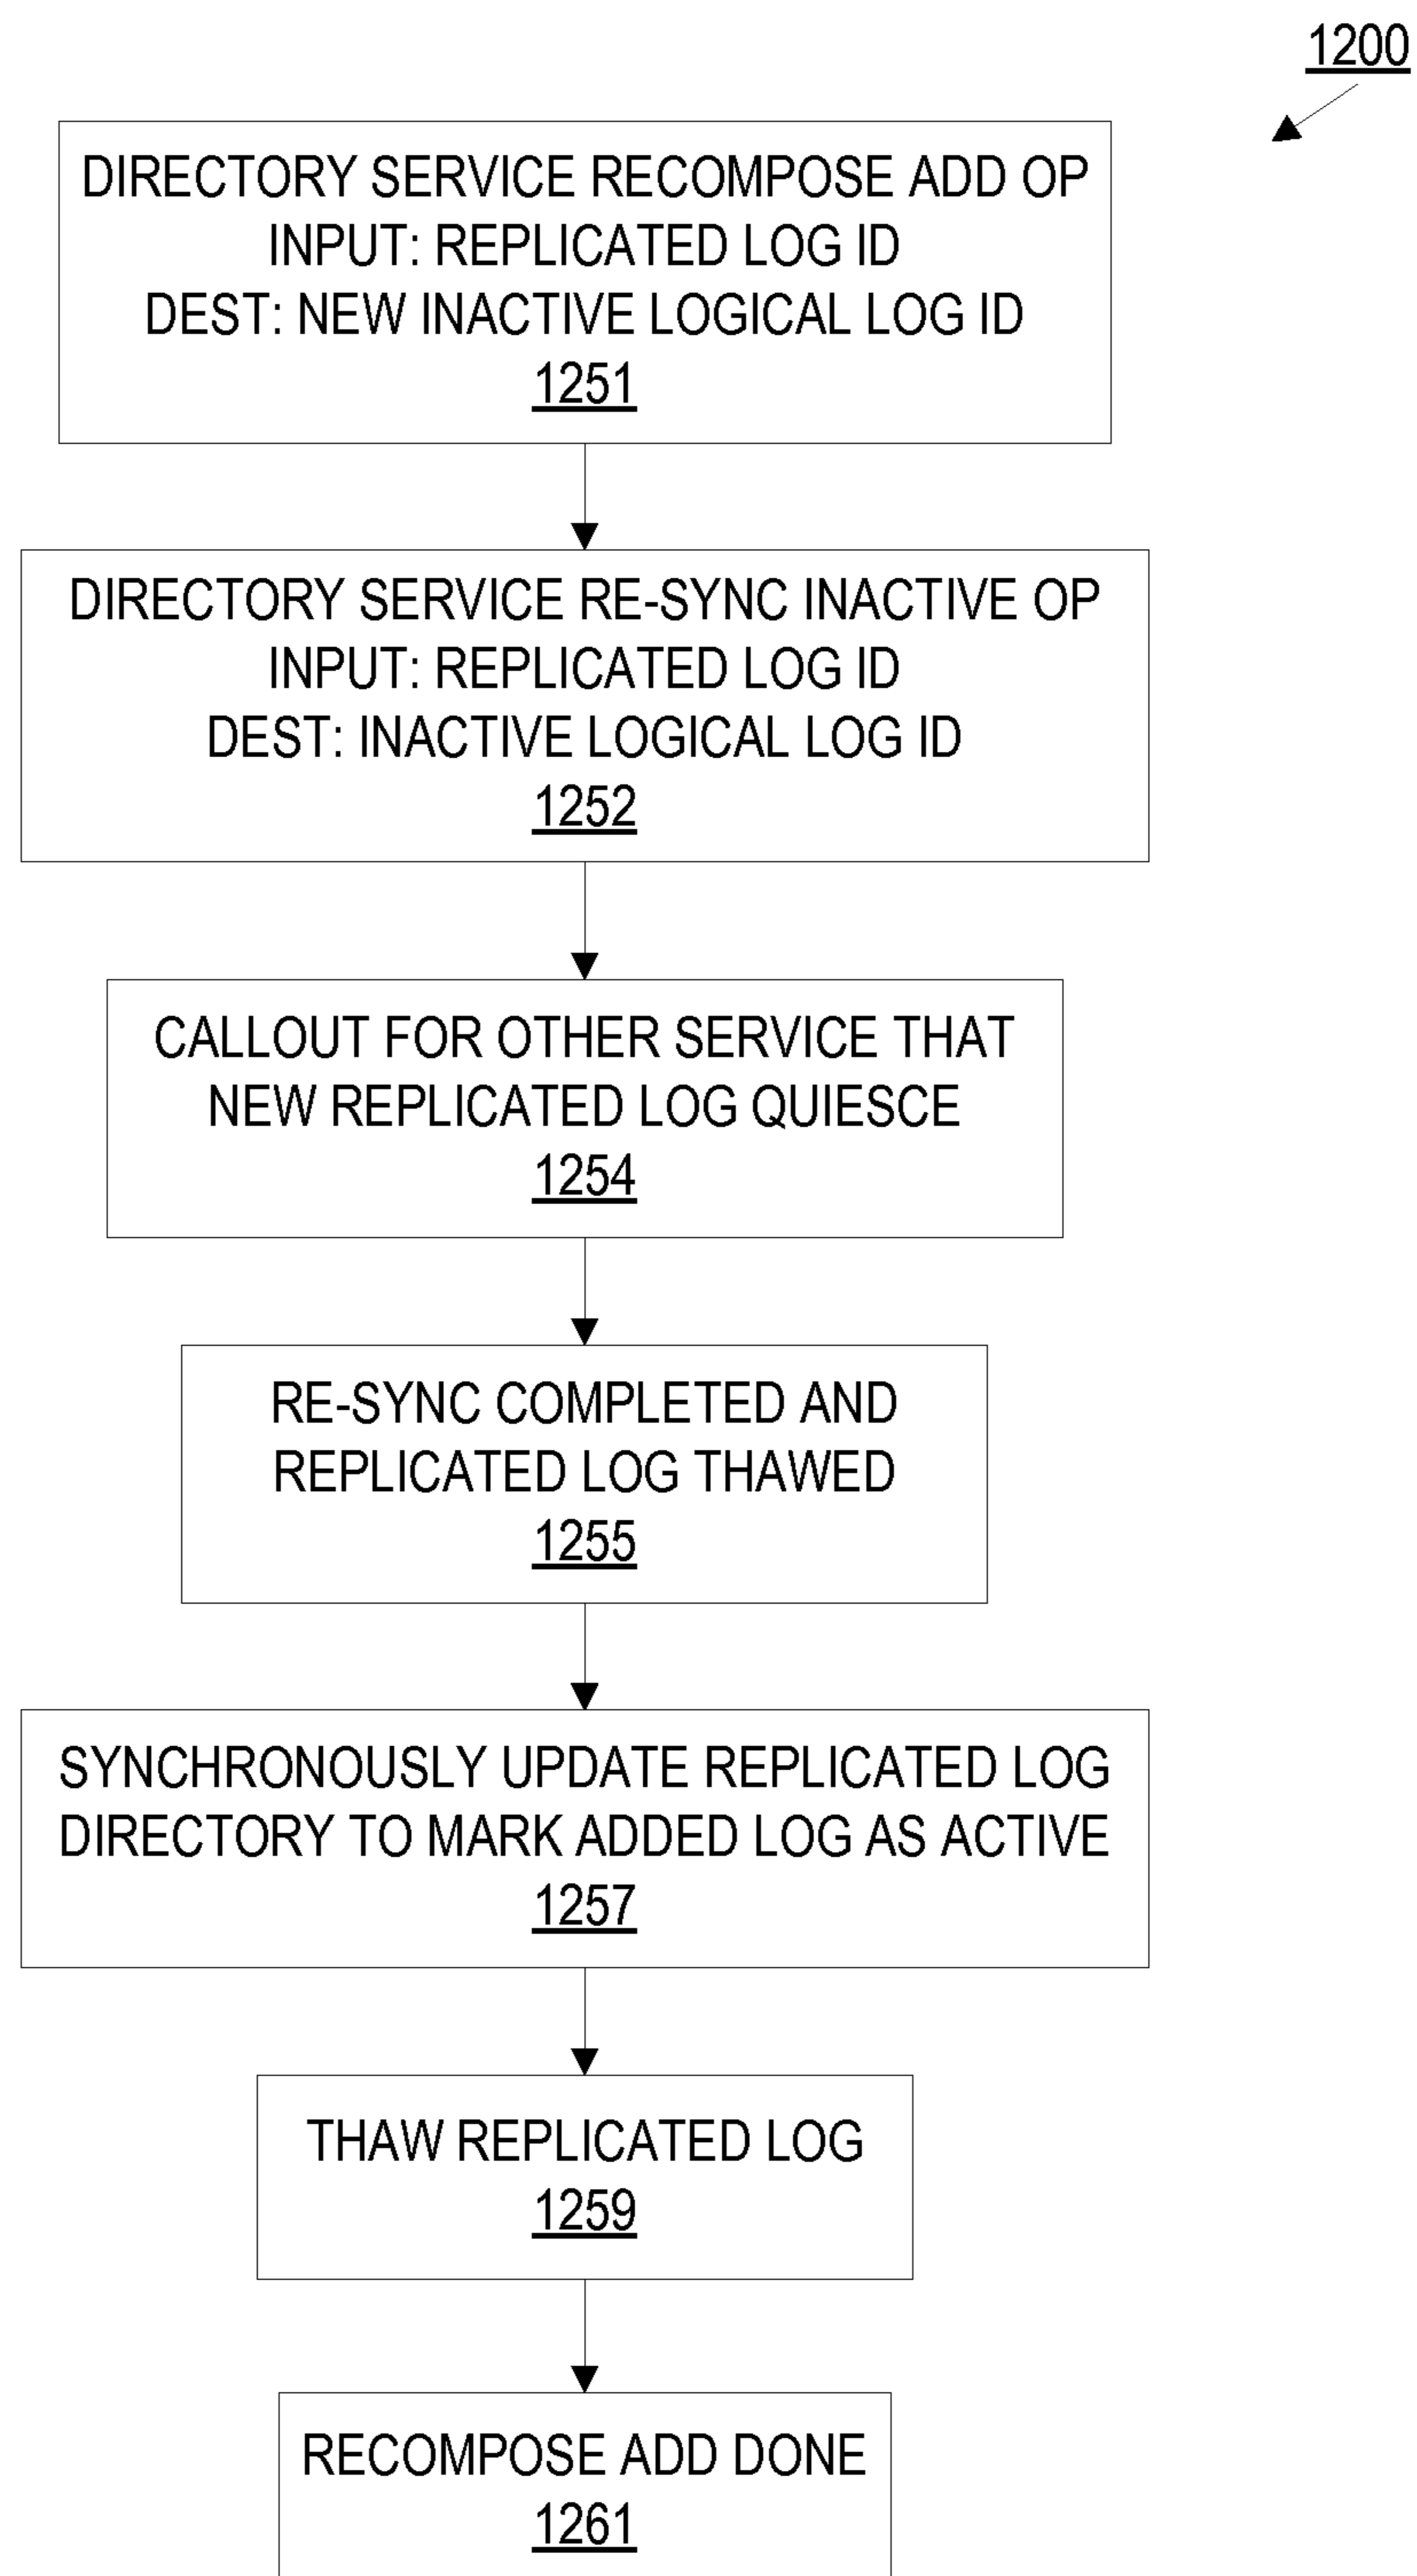 1200
DIRECTORY SERVICE RECOMPOSE ADD OP
INPUT: REPLICATED LOG ID
DEST: NEW INACTIVE LOGICAL LOG ID
1251
DIRECTORY SERVICE RE-SYNC INACTIVE OP
INPUT: REPLICATED LOG ID
DEST: INACTIVE LOGICAL LOG ID
1252
CALLOUT FOR OTHER SERVICE THAT
NEW REPLICATED LOG QUIESCE
1254
RE-SYNC COMPLETED AND
REPLICATED LOG THAWED
1255
SYNCHRONOUSLY UPDATE REPLICATED LOG
DIRECTORY TO MARK ADDED LOG AS ACTIVE
1257
THAW REPLICATED LOG
1259
RECOMPOSE ADD DONE
1261